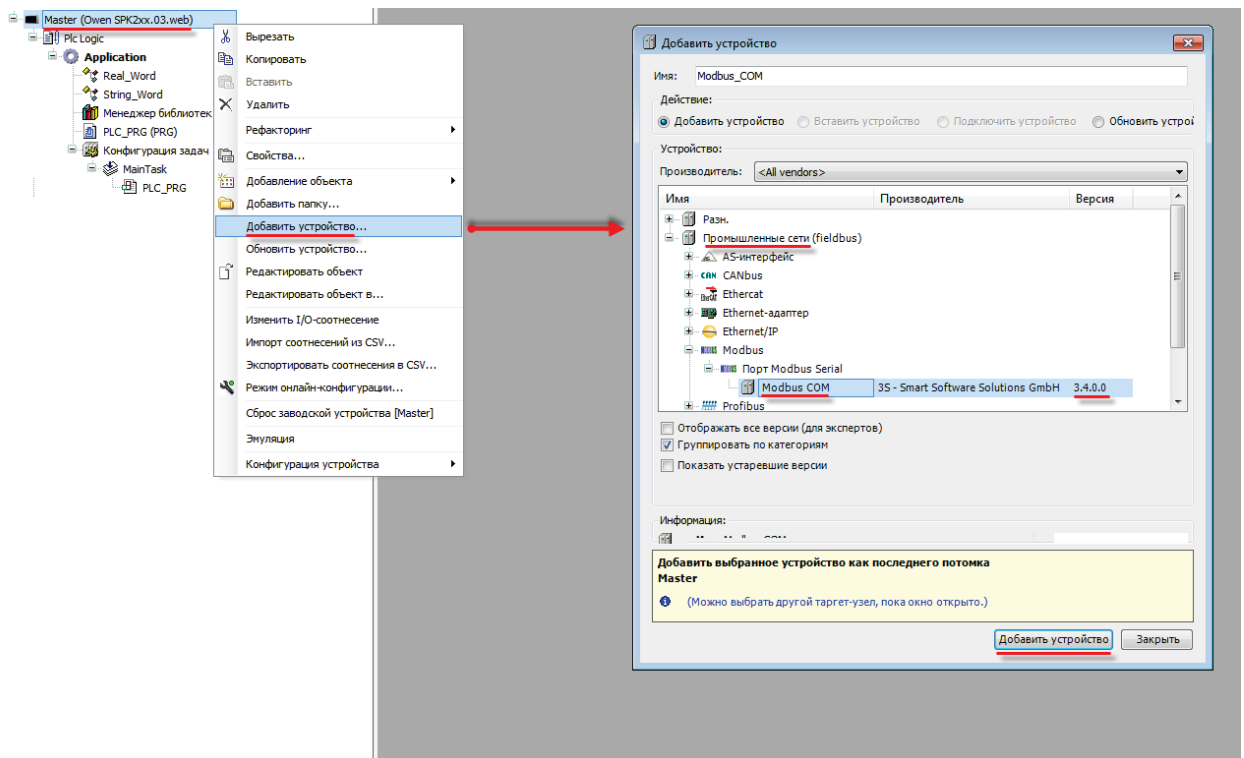 Master (Owen SPK2xx.03.web)
Plc Logic
Application
Real_Word
String_Word
Менеджер библиотек
PLC_PRG (PRG)
Конфигурация задач
MainTask
PLC_PRG
Вырезать
Копировать
Вставить
Удалить
Рефакторинг
Свойства...
Добавление объекта
Добавить папку...
Добавить устройство...
Обновить устройство...
Редактировать объект
Редактировать объект в...
Изменить I/O-соотнесение
Импорт соотнесений из CSV...
Экспортировать соотнесения в CSV...
Режим онлайн-конфигурации...
Сброс заводской устройства [Master]
Эмуляция
Конфигурация устройства
Добавить устройство
Имя: Modbus_COM
Действие:
Добавить устройство Вставить устройство Подключить устройство Обновить устрой
Устройство:
Производитель: <All vendors>
Имя Производитель Версия
Разн.
Промышленные сети (fieldbus)
AS-интерфейс
CAN CANbus
Ethercat
Ethernet-адаптер
Ethernet/IP
Modbus
Порт Modbus Serial
Modbus COM 3S - Smart Software Solutions GmbH 3.4.0.0
Profibus
Отображать все версии (для экспертов)
Группировать по категориям
Показать устаревшие версии
Информация:
Добавить выбранное устройство как последнего потомка
Master
(Можно выбрать другой таргет-узел, пока окно открыто.)
Добавить устройство Закрыть